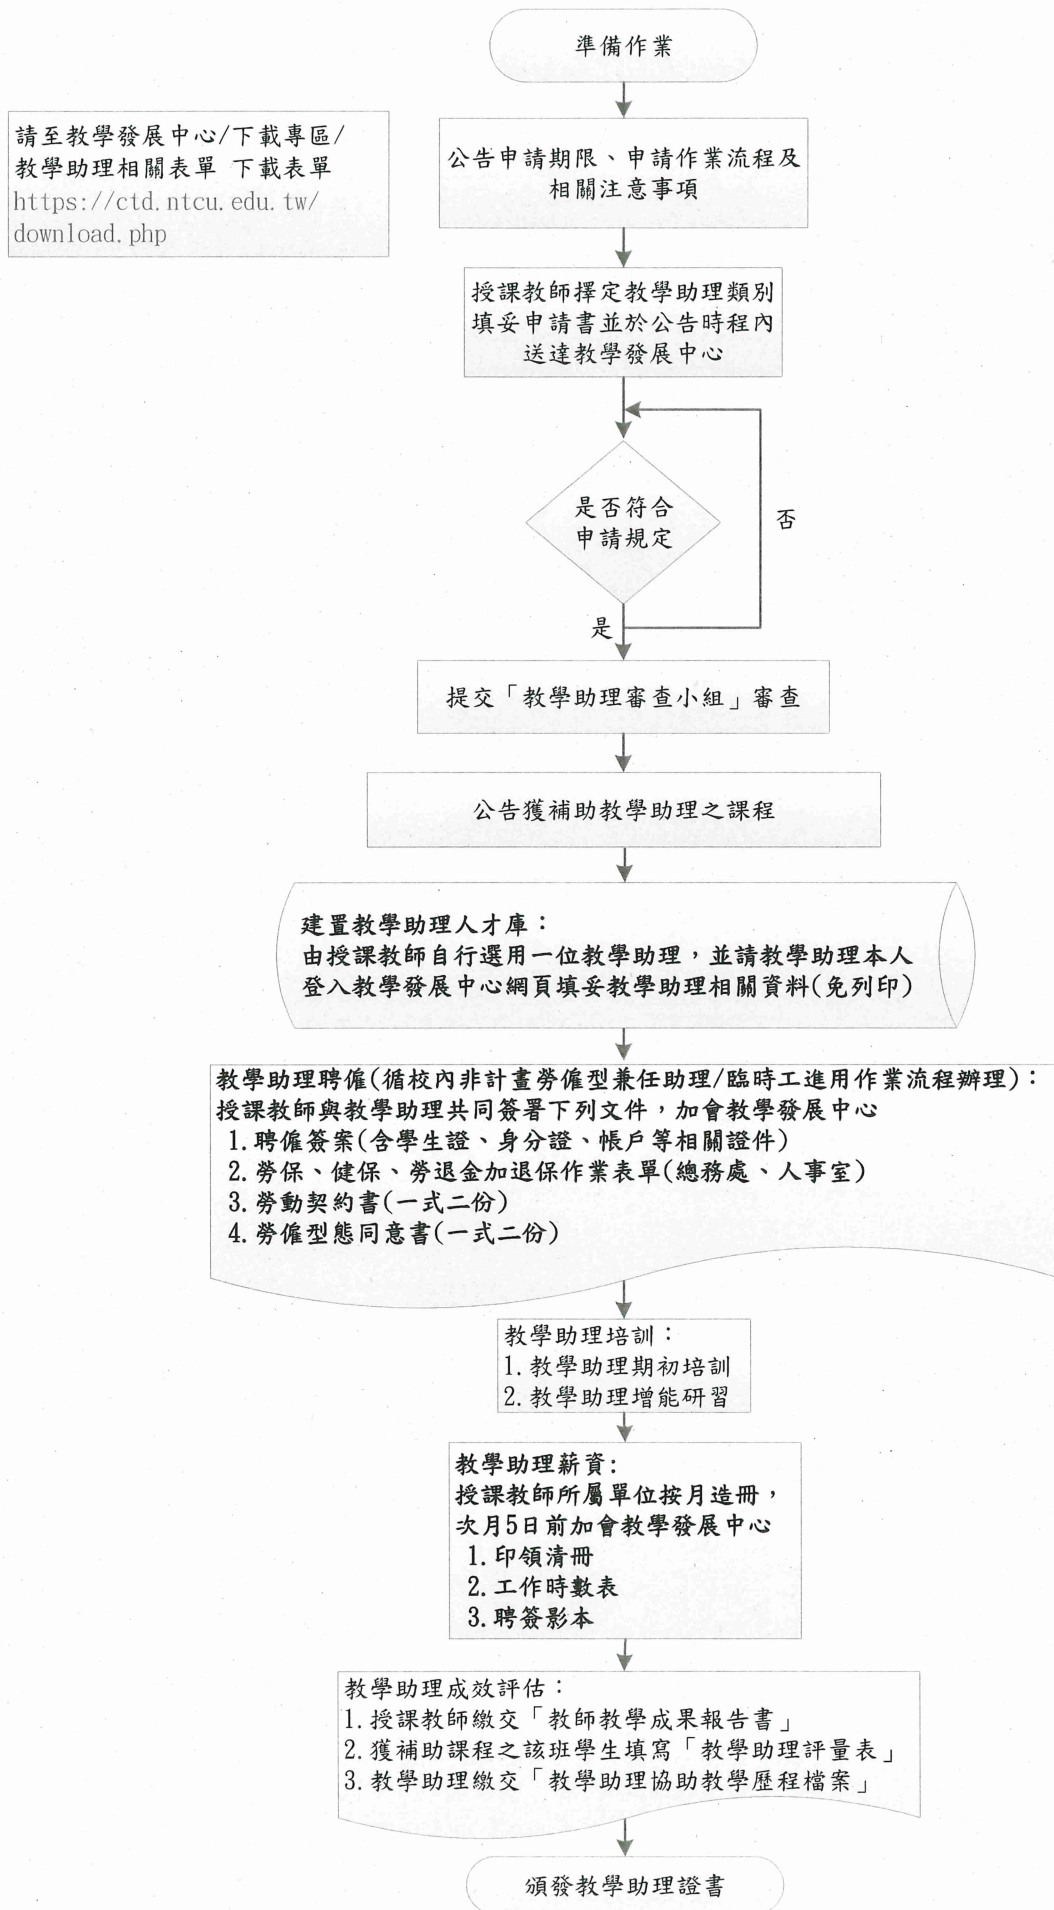 準備作業
請至教學發展中心/下載專區/
教學助理相關表單 下載表單
https://ctd.ntcu.edu.tw/
download.php
公告申請期限、申請作業流程及
相關注意事項
授課教師擇定教學助理類別
填妥申請書並於公告時程內
送達教學發展中心
是否符合
申請規定
否
是
提交「教學助理審查小組」審查
公告獲補助教學助理之課程
建置教學助理人才庫：
由授課教師自行選用一位教學助理，並請教學助理本人
登入教學發展中心網頁填妥教學助理相關資料(免列印)
教學助理聘僱(循校內非計畫勞僱型兼任助理/臨時工進用作業流程辦理)：
授課教師與教學助理共同簽署下列文件，加會教學發展中心
1.聘僱簽案(含學生證、身分證、帳戶等相關證件)
2.勞保、健保、勞退金加退保作業表單(總務處、人事室)
3.勞動契約書(一式二份)
4.勞僱型態同意書(一式二份)
教學助理培訓：
1.教學助理期初培訓
2.教學助理增能研習
教學助理薪資:
授課教師所屬單位按月造冊，
次月5日前加會教學發展中心
1.印領清冊
2.工作時數表
3.聘簽影本
教學助理成效評估：
1.授課教師繳交「教師教學成果報告書」
2.獲補助課程之該班學生填寫「教學助理評量表」
3.教學助理繳交「教學助理協助教學歷程檔案」
頒發教學助理證書